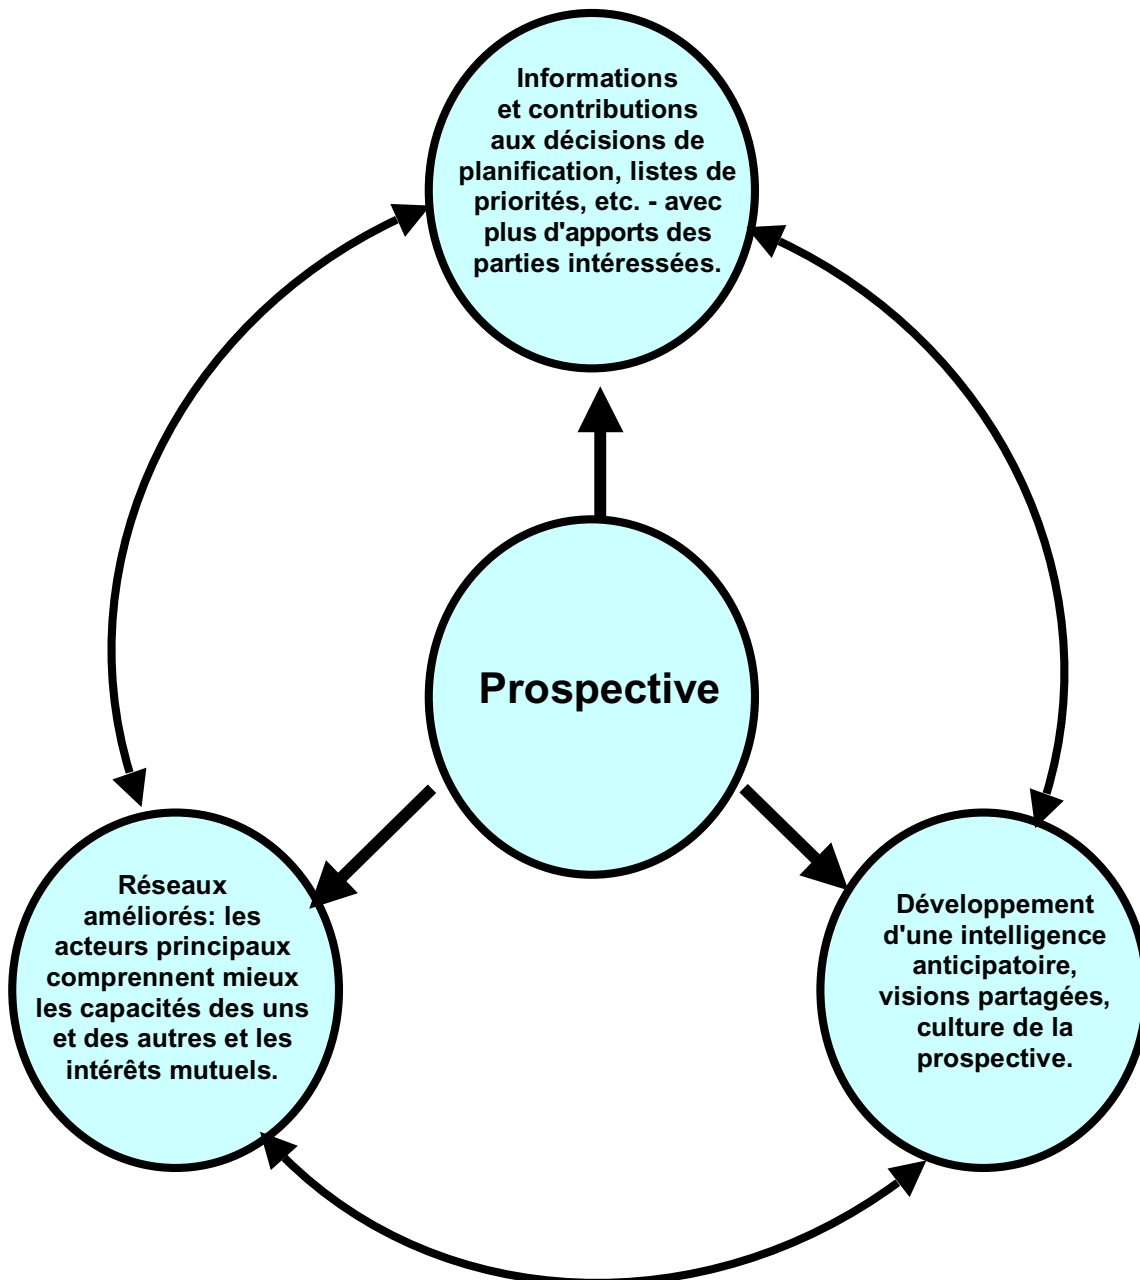 Informations
et contributions
aux décisions de
planification, listes de
priorités, etc. - avec
plus d'apports des
parties intéressées.
Prospective
Réseaux
améliorés: les
acteurs principaux
comprennent mieux
les capacités des uns
et des autres et les
intérêts mutuels.
Développement
d'une intelligence
anticipatoire,
visions partagées,
culture de la
prospective.